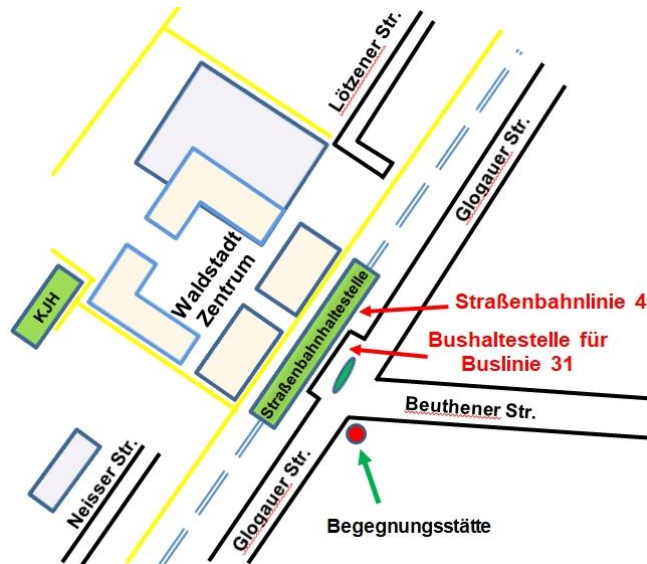 Lötzener Str.
Glogauer Str.
Waldstadt
Zentrum
KJH
Straßenbahnhaltestelle
Straßenbahnlinie 4
Bushaltestelle für
Buslinie 31
Beuthener Str.
Neisser Str.
Glogauer Str.
Begegnungsstätte